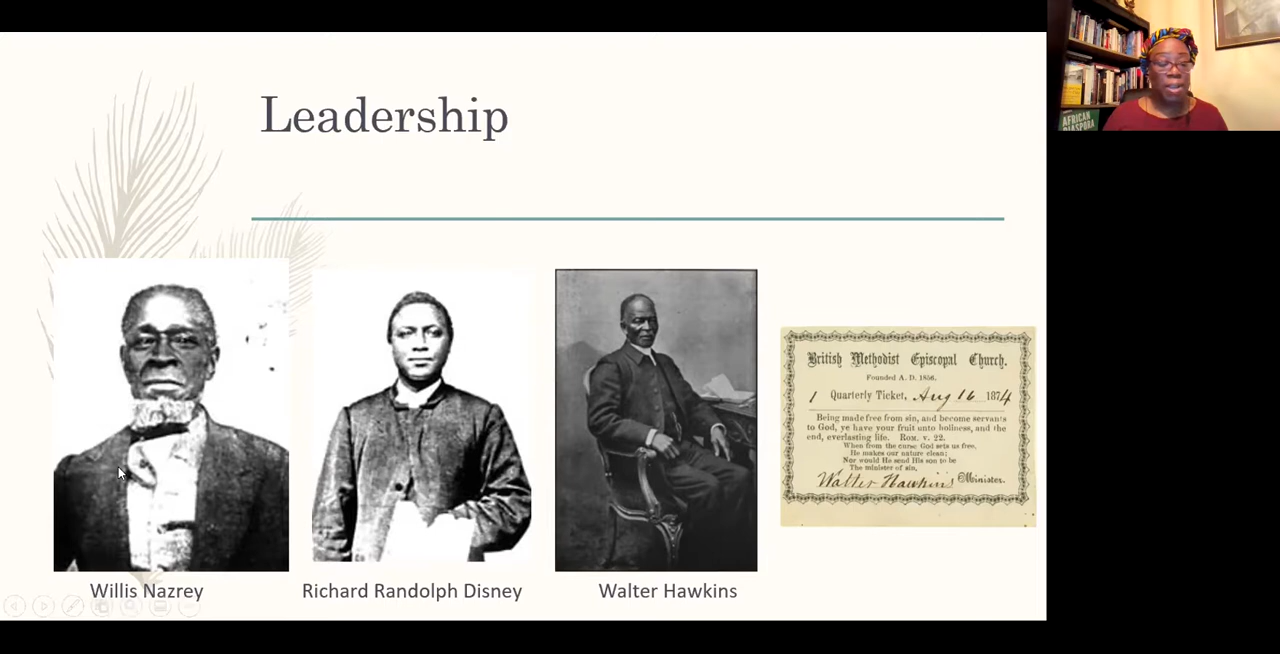 Leadership
British Methodist Episcopal Church.
Founded A. D. 1856.
1 Quarterly Ticket, Aug 16 1874
Being made free from sin, and become servants
to God, ye have your fruit unto holiness, and the
end, everlasting life. Rom. v. 22.
When from the curse God sets us free,
He makes our nature clean;
Nor would He send His son to be
The minister of sin,
Walter Hawkins Minister.
Willis Nazrey
Richard Randolph Disney
Walter Hawkins
AFRICAN
DIASPORA